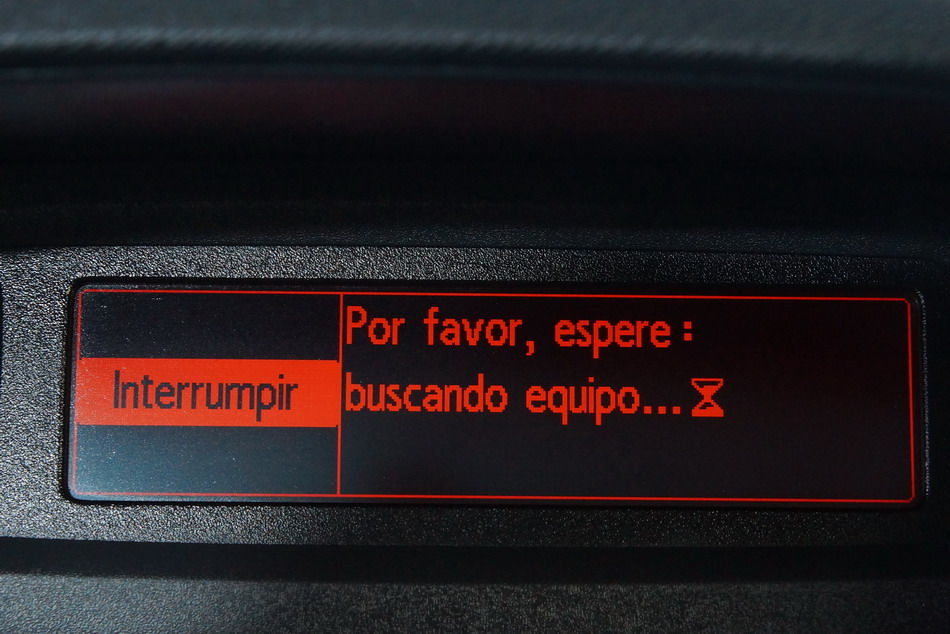 Por favor, espere:
Interrumpir
buscando equipo...